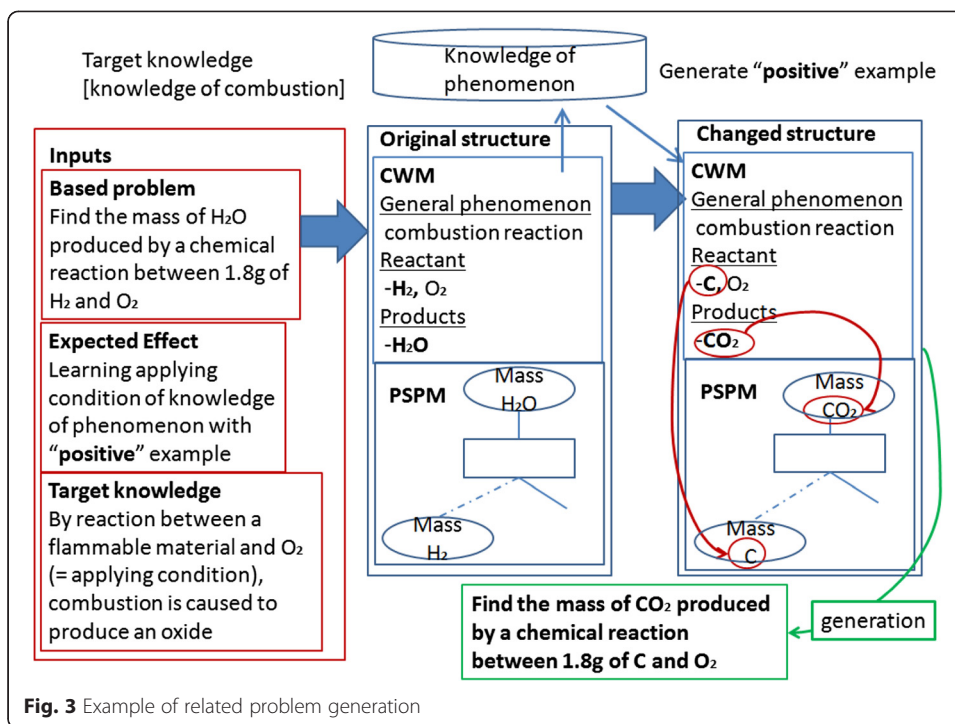 Target knowledge
[knowledge of combustion]
Knowledge of
phenomenon
Generate “positive” example
Inputs
Based problem
Find the mass of H₂O
produced by a chemical
reaction between 1.8g of
H₂ and O₂
Expected Effect
Learning applying
condition of knowledge
of phenomenon with
“positive” example
Target knowledge
By reaction between a
flammable material and O₂
(= applying condition),
combustion is caused to
produce an oxide
Original structure
CWM
General phenomenon
combustion reaction
Reactant
-H₂, O₂
Products
-H₂O
PSPM
Mass
H₂O
Mass
H₂
Changed structure
CWM
General phenomenon
combustion reaction
Reactant
-C, O₂
Products
-CO₂
PSPM
Mass
CO₂
Mass
C
Find the mass of CO₂ produced
by a chemical reaction
between 1.8g of C and O₂
generation
Fig. 3 Example of related problem generation